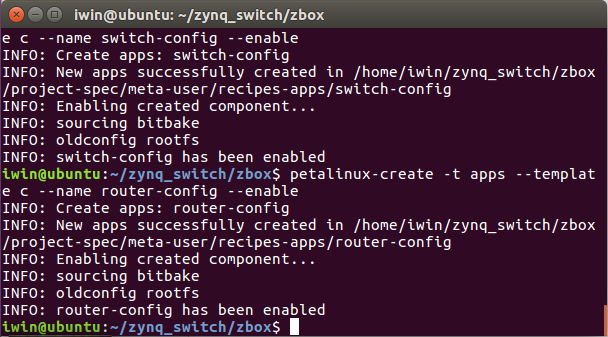 iwin@ubuntu: ~/zynq_switch/zbox
e c --name switch-config --enable
INFO: Create apps: switch-config
INFO: New apps successfully created in /home/iwin/zynq_switch/zbox
/project-spec/meta-user/recipes-apps/switch-config
INFO: Enabling created component...
INFO: sourcing bitbake
INFO: oldconfig rootfs
INFO: switch-config has been enabled
iwin@ubuntu:~/zynq_switch/zbox$ petalinux-create -t apps --templat
e c --name router-config --enable
INFO: Create apps: router-config
INFO: New apps successfully created in /home/iwin/zynq_switch/zbox
/project-spec/meta-user/recipes-apps/router-config
INFO: Enabling created component...
INFO: sourcing bitbake
INFO: oldconfig rootfs
INFO: router-config has been enabled
iwin@ubuntu:~/zynq_switch/zbox$